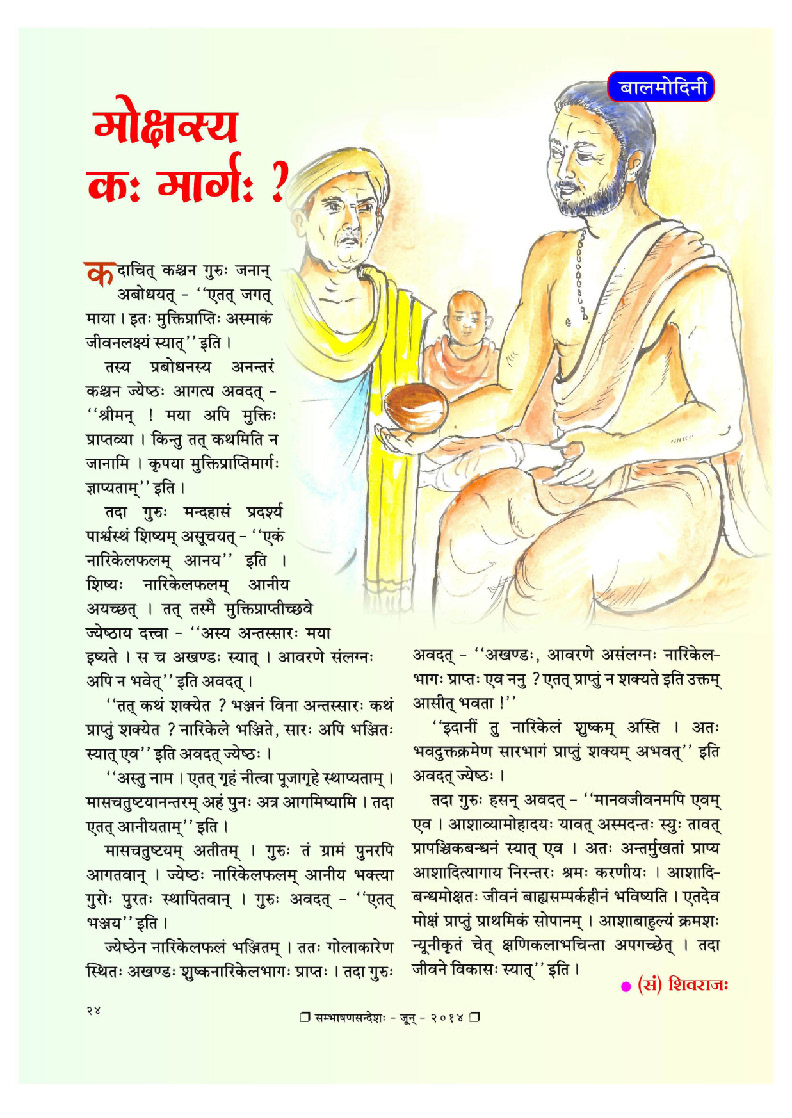 बालमोदिनी
मोक्षस्य
कः मार्गः ?
कदाचित् कश्चन गुरुः जनान्
अबोधयत् – ‘‘एतत् जगत्
माया । इतः मुक्तिप्राप्तिः अस्माकं
जीवनलक्ष्यं स्यात्’’ इति ।
तस्य प्रबोधनस्य अनन्तरं
कश्चन ज्येष्ठः आगत्य अवदत् –
‘‘श्रीमन् ! मया अपि मुक्तिः
प्राप्तव्या । किन्तु तत् कथमिति न
जानामि । कृपया मुक्तिप्राप्तिमार्गः
ज्ञाप्यताम्’’ इति ।
तदा गुरुः मन्दहासं प्रदर्श्य
पार्श्वस्थं शिष्यम् असूचयत् – ‘‘एकं
नारिकेलफलम् आनय’’ इति ।
शिष्यः नारिकेलफलम् आनीय
अयच्छत् । तत् तस्मै मुक्तिप्राप्तीच्छवे
ज्येष्ठाय दत्त्वा – ‘‘अस्य अन्तस्सारः मया
इष्यते । स च अखण्डः स्यात् । आवरणे संलग्नः
अपि न भवेत्’’ इति अवदत् ।
‘‘तत् कथं शक्येत ? भञ्जनं विना अन्तस्सारः कथं
प्राप्तुं शक्येत ? नारिकेले भञ्जिते, सारः अपि भञ्जितः
स्यात् एव’’ इति अवदत् ज्येष्ठः ।
‘‘अस्तु नाम । एतत् गृहं नीत्वा पूजागृहे स्थाप्यताम् ।
मासचतुष्टयानन्तरम् अहं पुनः अत्र आगमिष्यामि । तदा
एतत् आनीयताम्’’ इति ।
मासचतुष्टयम् अतीतम् । गुरुः तं ग्रामं पुनरपि
आगतवान् । ज्येष्ठः नारिकेलफलम् आनीय भक्त्या
गुरोः पुरतः स्थापितवान् । गुरुः अवदत् – ‘‘एतत्
भञ्जय’’ इति ।
ज्येष्ठेन नारिकेलफलं भञ्जितम् । ततः गोलाकारेण
स्थितः अखण्डः शुष्कनारिकेलभागः प्राप्तः । तदा गुरुः
अवदत् – ‘‘अखण्डः, आवरणे असंलग्नः नारिकेल-
भागः प्राप्तः एव ननु ? एतत् प्राप्तुं न शक्यते इति उक्तम्
आसीत् भवता !’’
‘‘इदानीं तु नारिकेलं शुष्कम् अस्ति । अतः
भवदुक्तक्रमेण सारभागं प्राप्तुं शक्यम् अभवत्’’ इति
अवदत् ज्येष्ठः ।
तदा गुरुः हसन् अवदत् – ‘‘मानवजीवनमपि एवम्
एव । आशाव्यामोहादयः यावत् अस्मदन्तः स्युः तावत्
प्रापञ्चिकबन्धनं स्यात् एव । अतः अन्तर्मुखतां प्राप्य
आशादित्यागाय निरन्तरः श्रमः करणीयः । आशादि-
बन्धमोक्षतः जीवनं बाह्यसम्पर्कहीनं भविष्यति । एतदेव
मोक्षं प्राप्तुं प्राथमिकं सोपानम् । आशाबाहुल्यं क्रमशः
न्यूनीकृतं चेत् क्षणिकलाभचिन्ता अपगच्छेत् । तदा
जीवने विकासः स्यात्’’ इति ।
● (सं) शिवराजः
२४
❐ सम्भाषणसन्देशः – जून् – २०१४ ❐